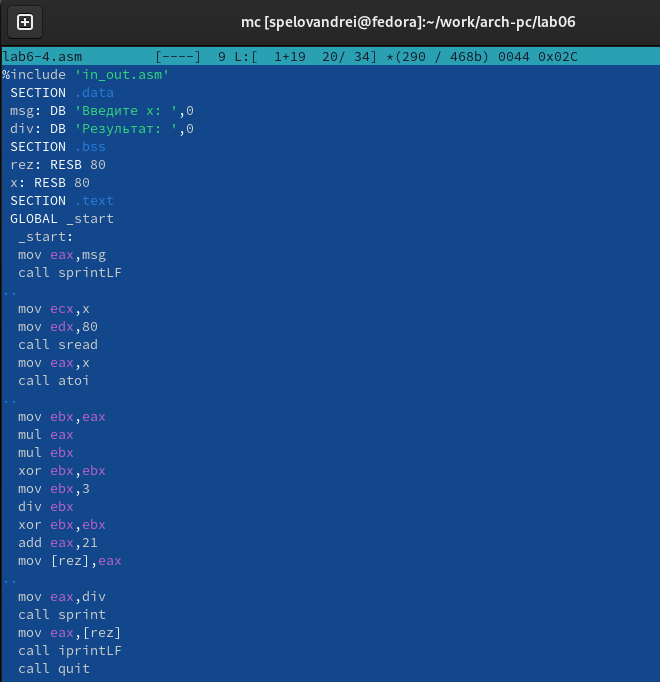 mc [spelovandrei@fedora]:~/work/arch-pc/lab06
lab6-4.asm [----] 9 L:[ 1+19 20/ 34] *(290 / 468b) 0044 0x02C
%include 'in_out.asm'
SECTION .data
msg: DB 'Введите x: ',0
div: DB 'Результат: ',0
SECTION .bss
rez: RESB 80
x: RESB 80
SECTION .text
GLOBAL _start
_start:
mov eax,msg
call sprintLF
..
mov ecx,x
mov edx,80
call sread
mov eax,x
call atoi
..
mov ebx,eax
mul eax
mul ebx
xor ebx,ebx
mov ebx,3
div ebx
xor ebx,ebx
add eax,21
mov [rez],eax
..
mov eax,div
call sprint
mov eax,[rez]
call iprintLF
call quit